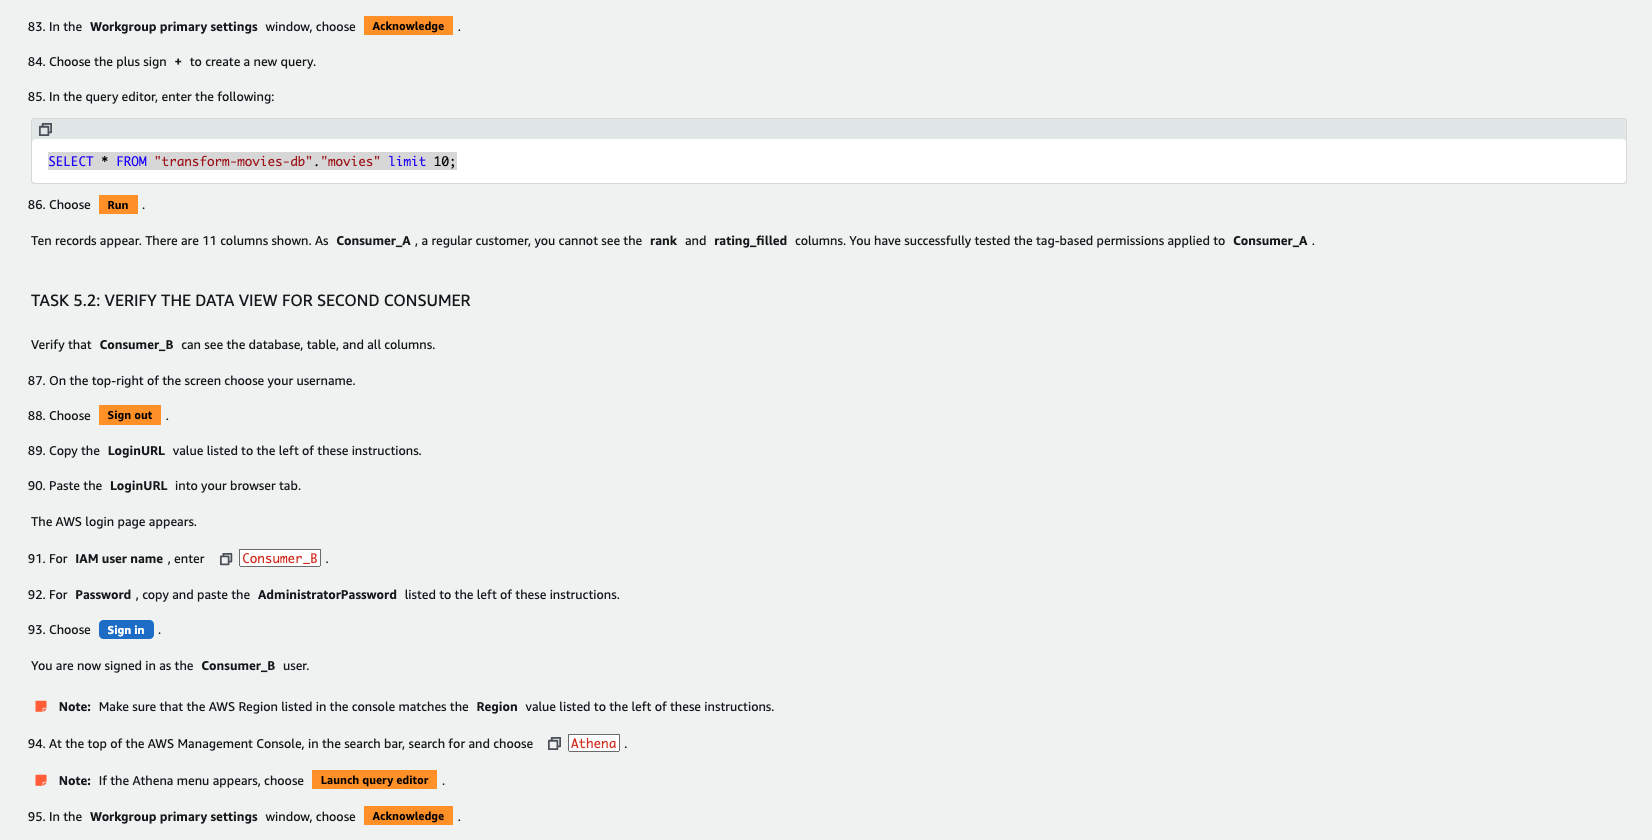 83. In the Workgroup primary settings window, choose Acknowledge .
84. Choose the plus sign + to create a new query.
85. In the query editor, enter the following:
SELECT * FROM "transform-movies-db"."movies" limit 10;
86. Choose Run .
Ten records appear. There are 11 columns shown. As Consumer_A , a regular customer, you cannot see the rank and rating_filled columns. You have successfully tested the tag-based permissions applied to Consumer_A .
TASK 5.2: VERIFY THE DATA VIEW FOR SECOND CONSUMER
Verify that Consumer_B can see the database, table, and all columns.
87. On the top-right of the screen choose your username.
88. Choose Sign out .
89. Copy the LoginURL value listed to the left of these instructions.
90. Paste the LoginURL into your browser tab.
The AWS login page appears.
91. For IAM user name , enter Consumer_B .
92. For Password , copy and paste the AdministratorPassword listed to the left of these instructions.
93. Choose Sign in .
You are now signed in as the Consumer_B user.
Note: Make sure that the AWS Region listed in the console matches the Region value listed to the left of these instructions.
94. At the top of the AWS Management Console, in the search bar, search for and choose Athena .
Note: If the Athena menu appears, choose Launch query editor .
95. In the Workgroup primary settings window, choose Acknowledge .